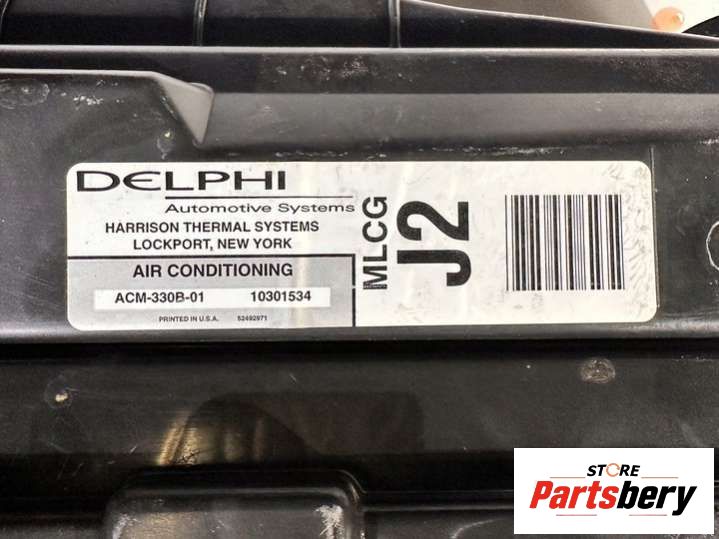 DELPHI
Automotive Systems
HARRISON THERMAL SYSTEMS
LOCKPORT, NEW YORK
AIR CONDITIONING
ACM-330B-01 10301534
PRINTED IN U.S.A. 52492971
MLCG
J2
STORE
Partsbery